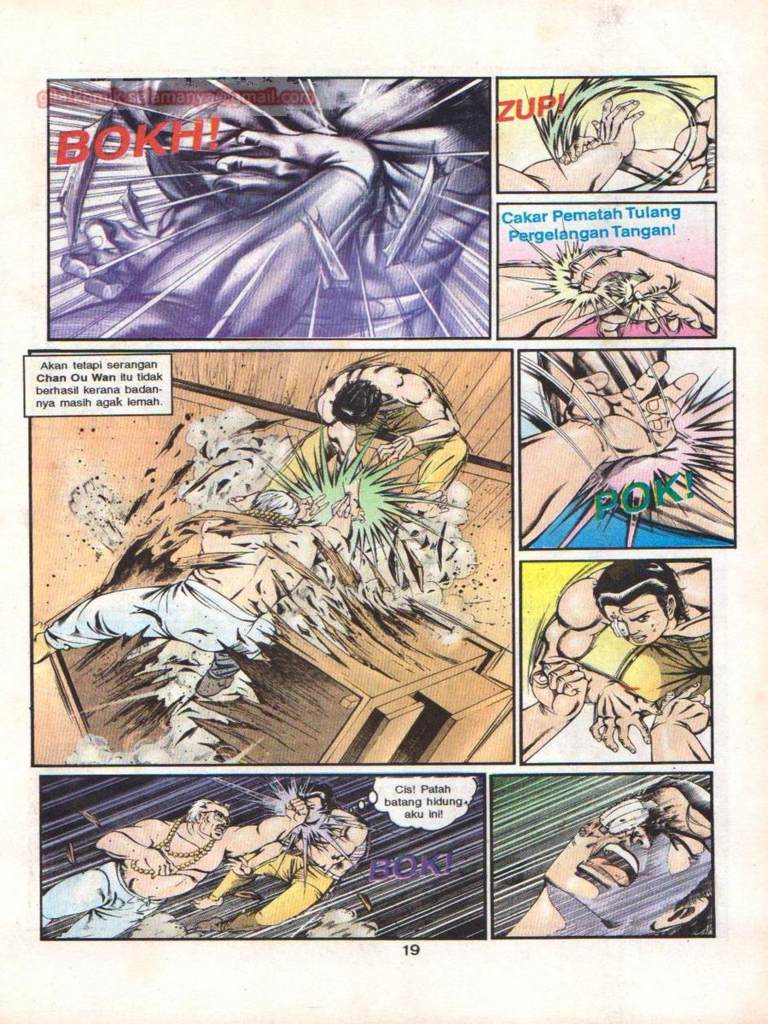 BOKH!
ZUP!
Cakar Pematah Tulang
Pergelangan Tangan!
Akan tetapi serangan
Chan Ou Wan itu tidak
berhasil kerana badan-
nya masih agak lemah.
POK!
Cis! Patah
batang hidung
aku ini!
BOK!
19